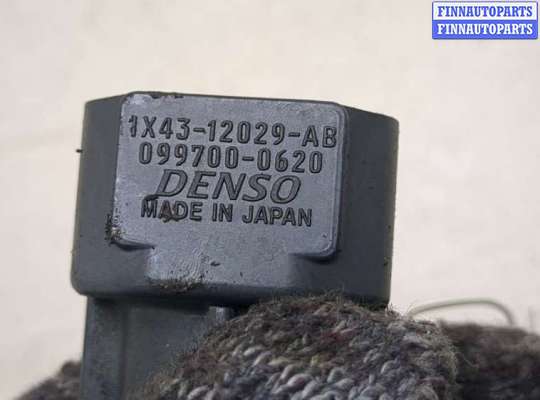 FINNAUTOPARTS
FINNAUTOPARTS
1X43-12029-AB
099700-0620
DENSO
MADE IN JAPAN